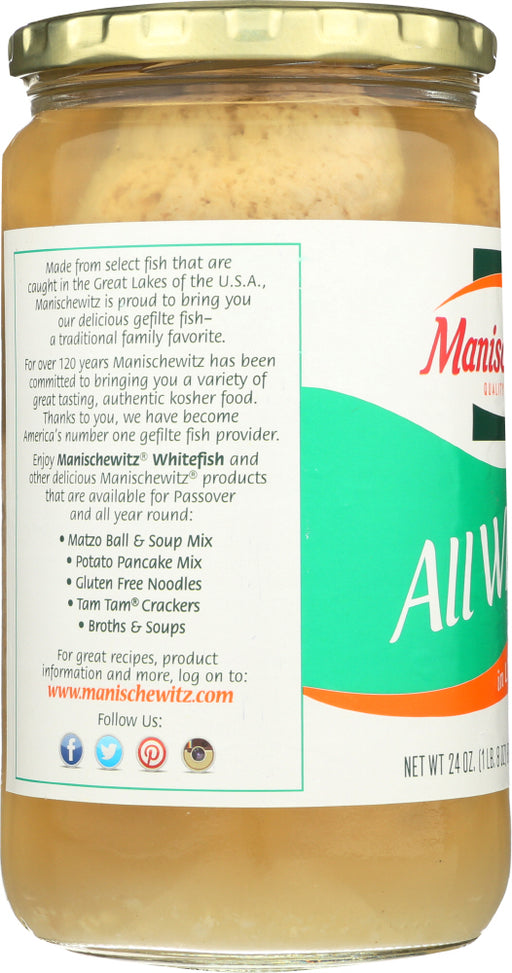 Made from select fish that are
caught in the Great Lakes of the U.S.A.,
Manischewitz is proud to bring you
our delicious gefilte fish–
a traditional family favorite.
For over 120 years Manischewitz has been
committed to bringing you a variety of
great tasting, authentic kosher food.
Thanks to you, we have become
America's number one gefilte fish provider.
Enjoy Manischewitz® Whitefish and
other delicious Manischewitz® products
that are available for Passover
and all year round:
• Matzo Ball & Soup Mix
• Potato Pancake Mix
• Gluten Free Noodles
• Tam Tam® Crackers
• Broths & Soups
For great recipes, product
information and more, log on to:
www.manischewitz.com
Follow Us:
Manis
QUALITY
All W
in L
NET WT 24 OZ. (1 LB. 8 OZ